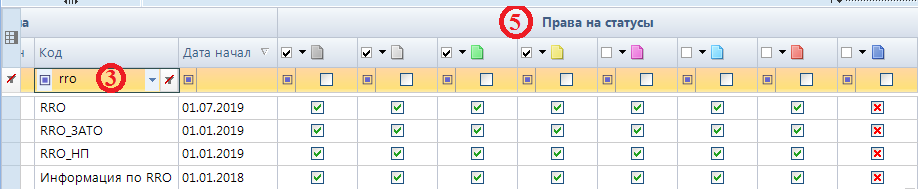 а 5 Права на статусы
н Код Дата начал
rro 3
RRO 01.07.2019
RRO_ЗАТО 01.01.2019
RRO_НП 01.01.2019
Информация по RRO 01.01.2018